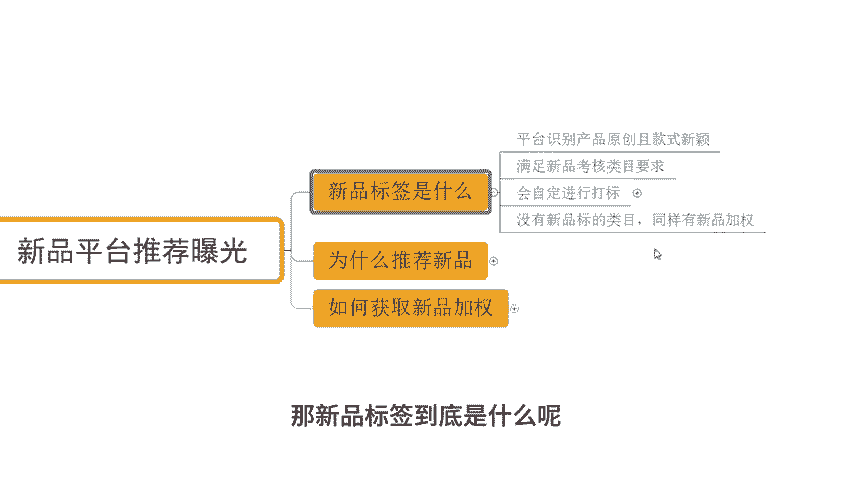 新品平台推荐曝光
新品标签是什么
平台识别产品原创且款式新颖
满足新品考核类目要求
会自定进行打标
没有新品标的类目，同样有新品加权
为什么推荐新品
如何获取新品加权
那新品标签到底是什么呢